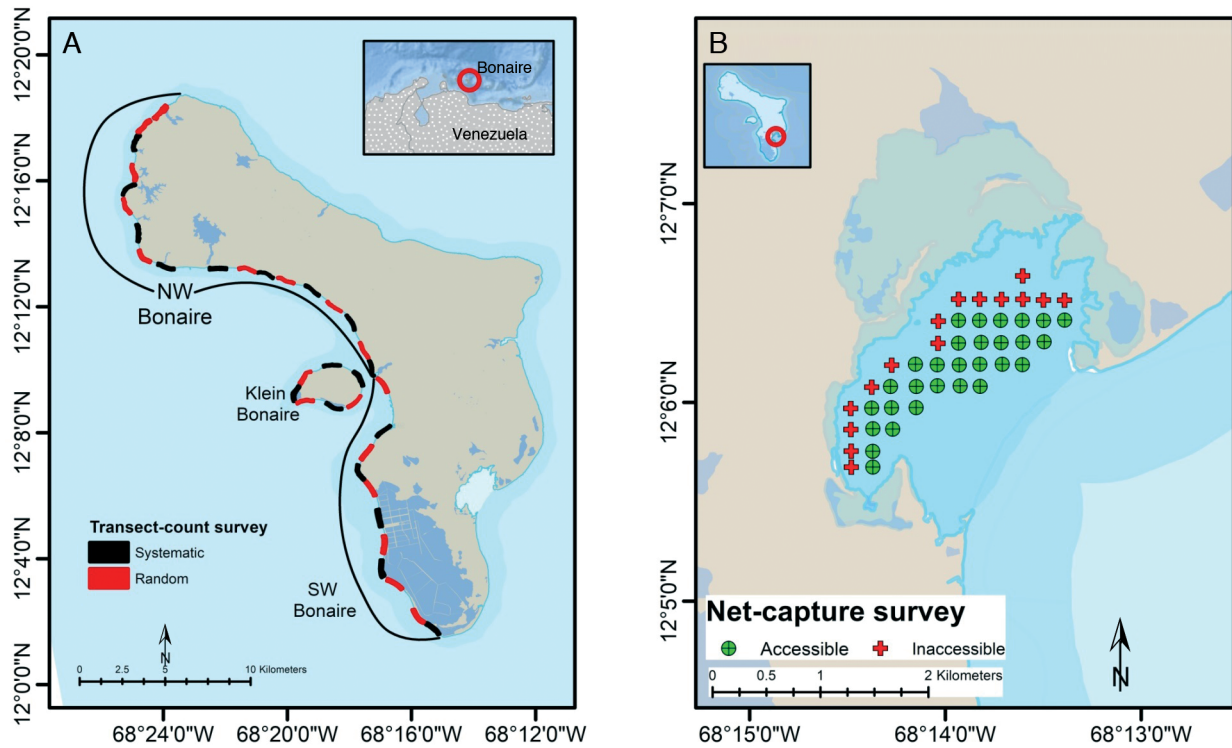 A
12°20'0"N
12°16'0"N
12°12'0"N
12°8'0"N
12°4'0"N
12°0'0"N
Bonaire
Venezuela
NW
Bonaire
Klein
Bonaire
SW
Bonaire
Transect-count survey
Systematic
Random
N
0 2.5 5 10 Kilometers
68°24'0"W 68°20'0"W 68°16'0"W 68°12'0"W
B
12°7'0"N
12°6'0"N
12°5'0"N
Net-capture survey
Accessible Inaccessible
0 0.5 1 2 Kilometers
N
68°15'0"W 68°14'0"W 68°13'0"W